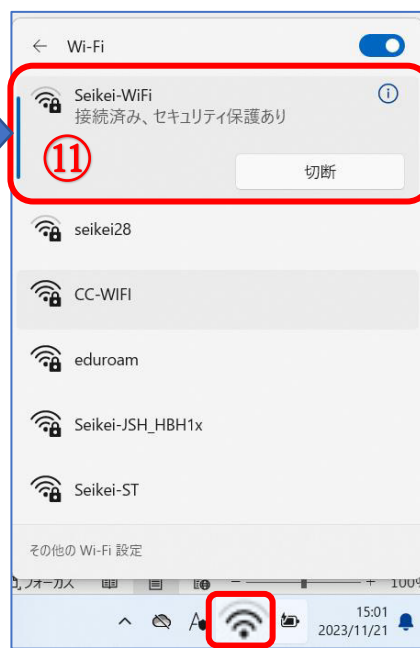 Wi-Fi
Seikei-WiFi
接続済み、セキュリティ保護あり
⑪
切断
seikei28
CC-WIFI
eduroam
Seikei-JSH_HBH1x
Seikei-ST
その他の Wi-Fi 設定
フォーカス
100%
A
15:01
2023/11/21